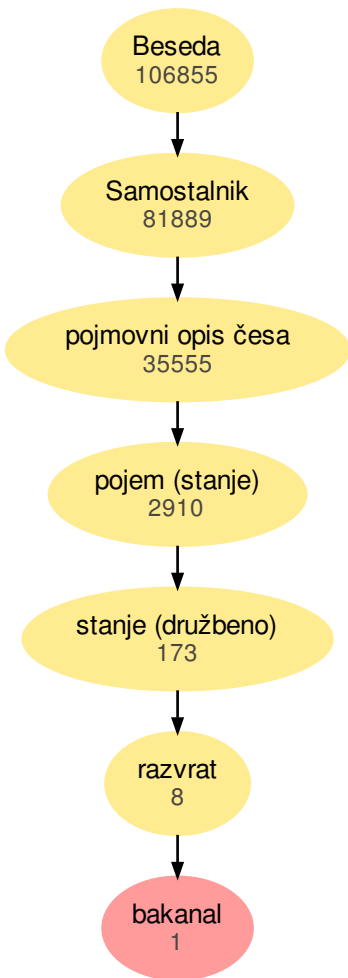 Beseda
106855
Samostalnik
81889
pojmovni opis česa
35555
pojem (stanje)
2910
stanje (družbeno)
173
razvrat
8
bakanal
1